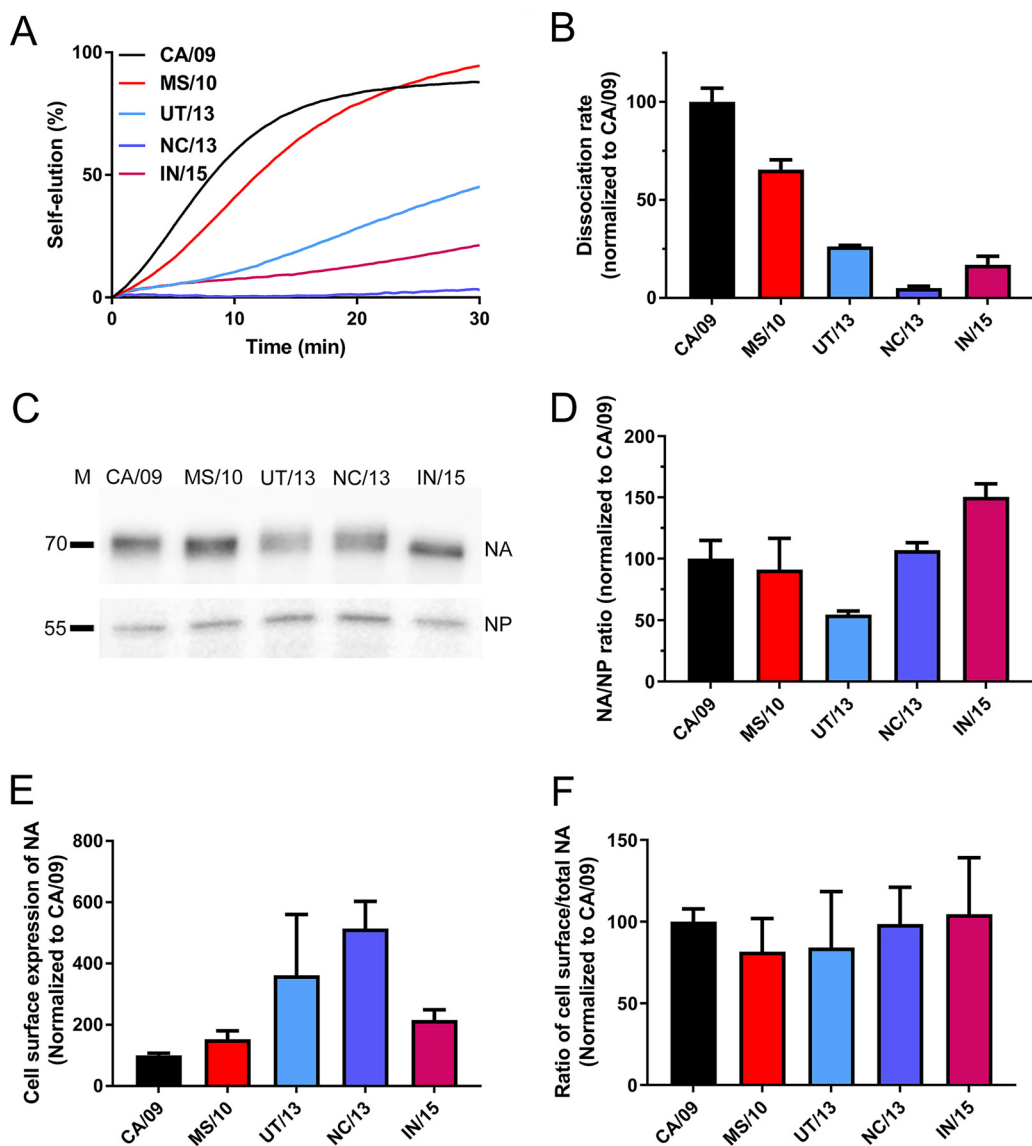 A
100
50
0
Self-elution (%)
CA/09
MS/10
UT/13
NC/13
IN/15
0 10 20 30
Time (min)
B
Dissociation rate
(normalized to CA/09)
100
50
0
CA/09 MS/10 UT/13 NC/13 IN/15
C
M CA/09 MS/10 UT/13 NC/13 IN/15
70 NA
55 NP
D
NA/NP ratio (normalized to CA/09)
200
150
100
50
0
CA/09 MS/10 UT/13 NC/13 IN/15
E
Cell surface expression of NA
(Normalized to CA/09)
800
600
400
200
0
CA/09 MS/10 UT/13 NC/13 IN/15
F
Ratio of cell surface/total NA
(Normalized to CA/09)
150
100
50
0
CA/09 MS/10 UT/13 NC/13 IN/15